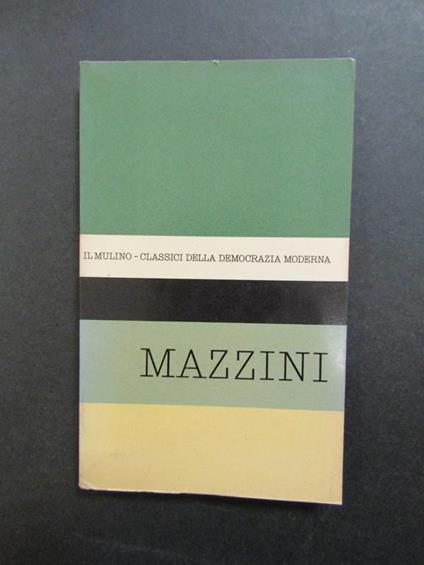 IL MULINO - CLASSICI DELLA DEMOCRAZIA MODERNA
MAZZINI